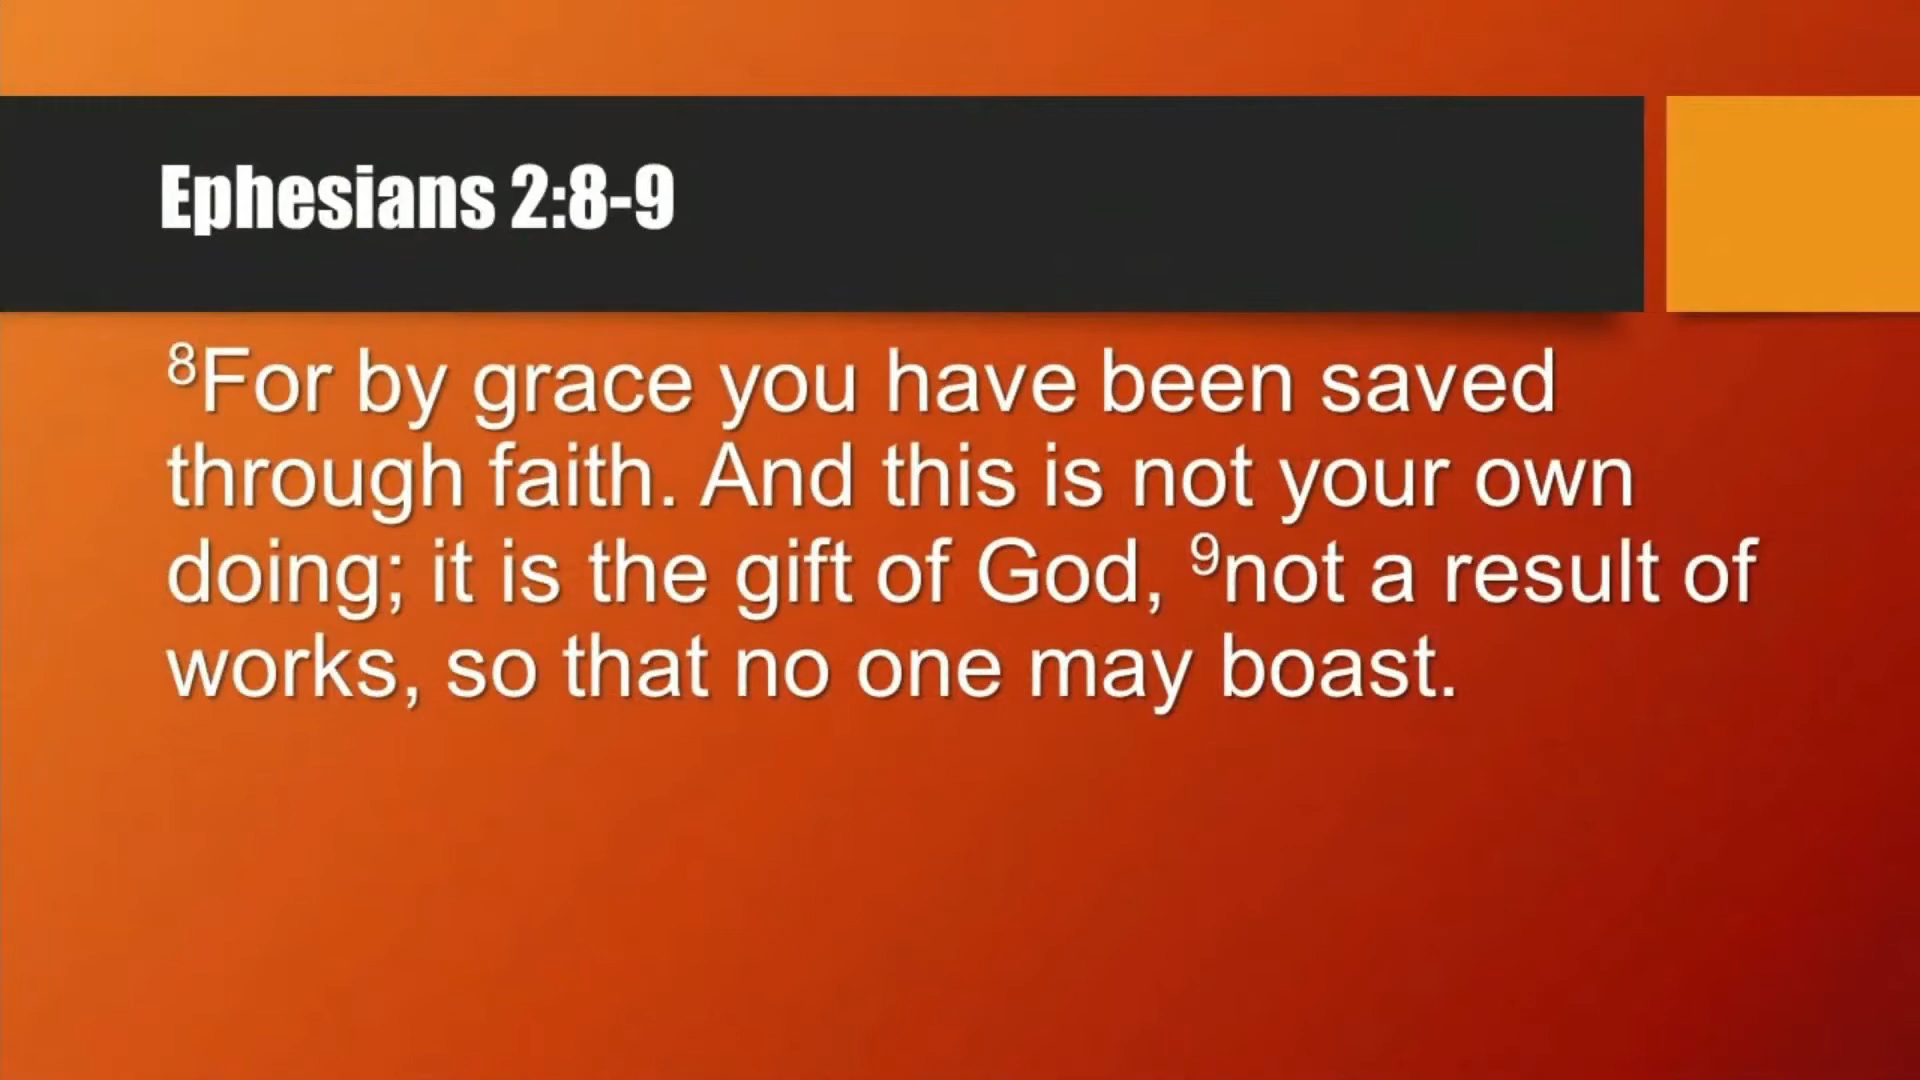 Ephesians 2:8-9
⁸For by grace you have been saved
through faith. And this is not your own
doing; it is the gift of God, ⁹not a result of
works, so that no one may boast.